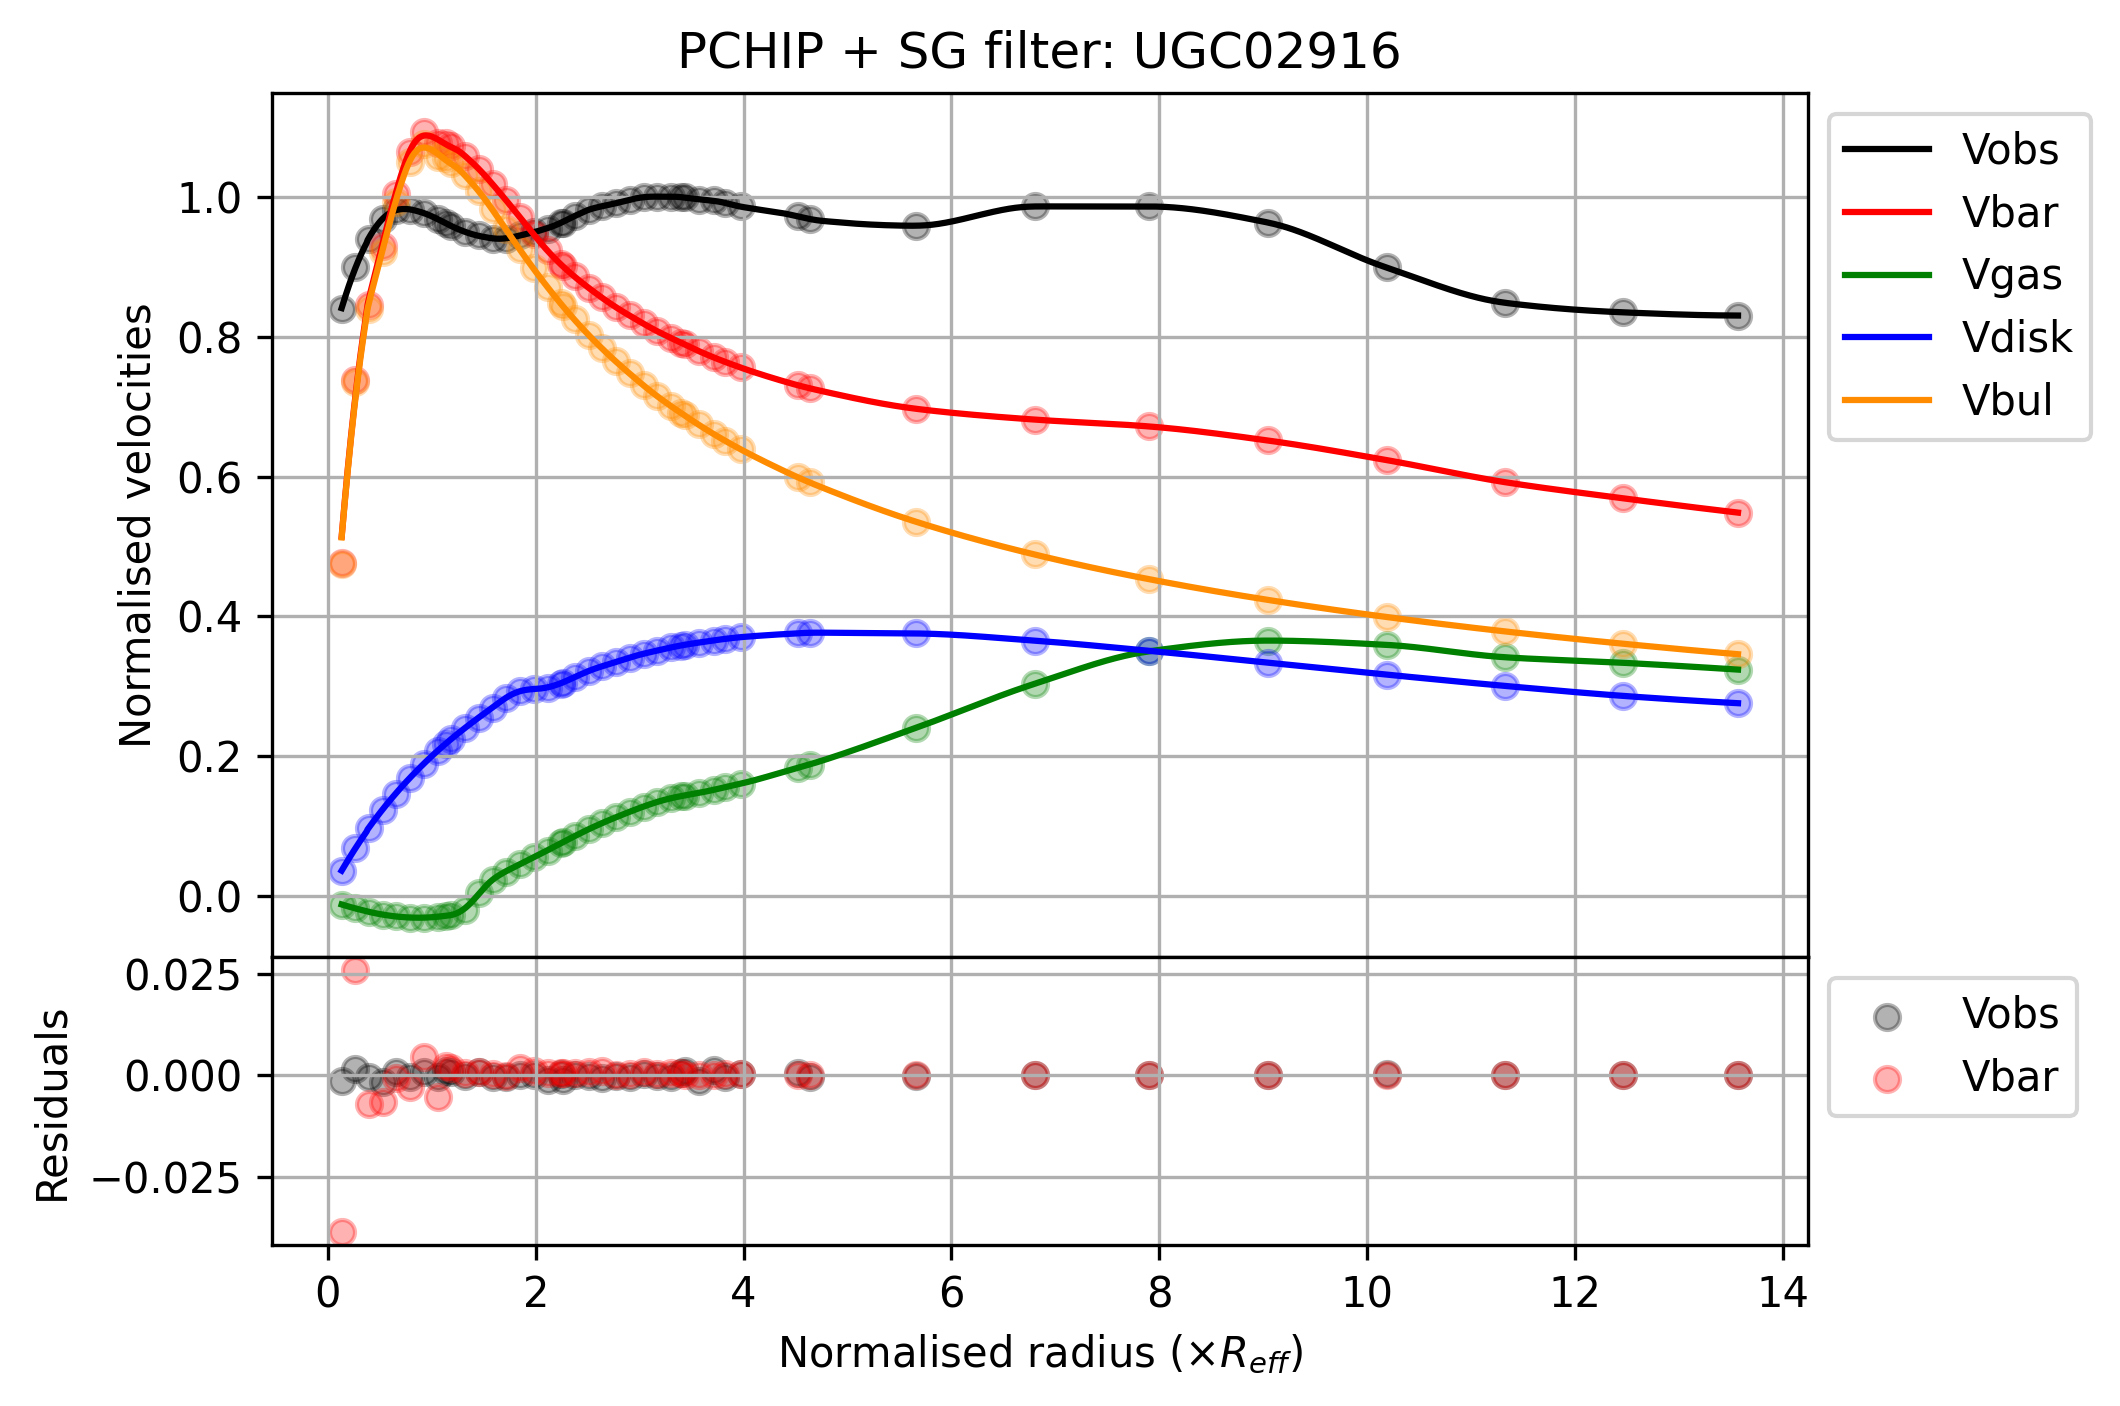 PCHIP + SG filter: UGC02916
Normalised velocities
1.0
0.8
0.6
0.4
0.2
0.0
Vobs
Vbar
Vgas
Vdisk
Vbul
Residuals
0.025
0.000
−0.025
Vobs
Vbar
0 2 4 6 8 10 12 14
Normalised radius (×R_eff)